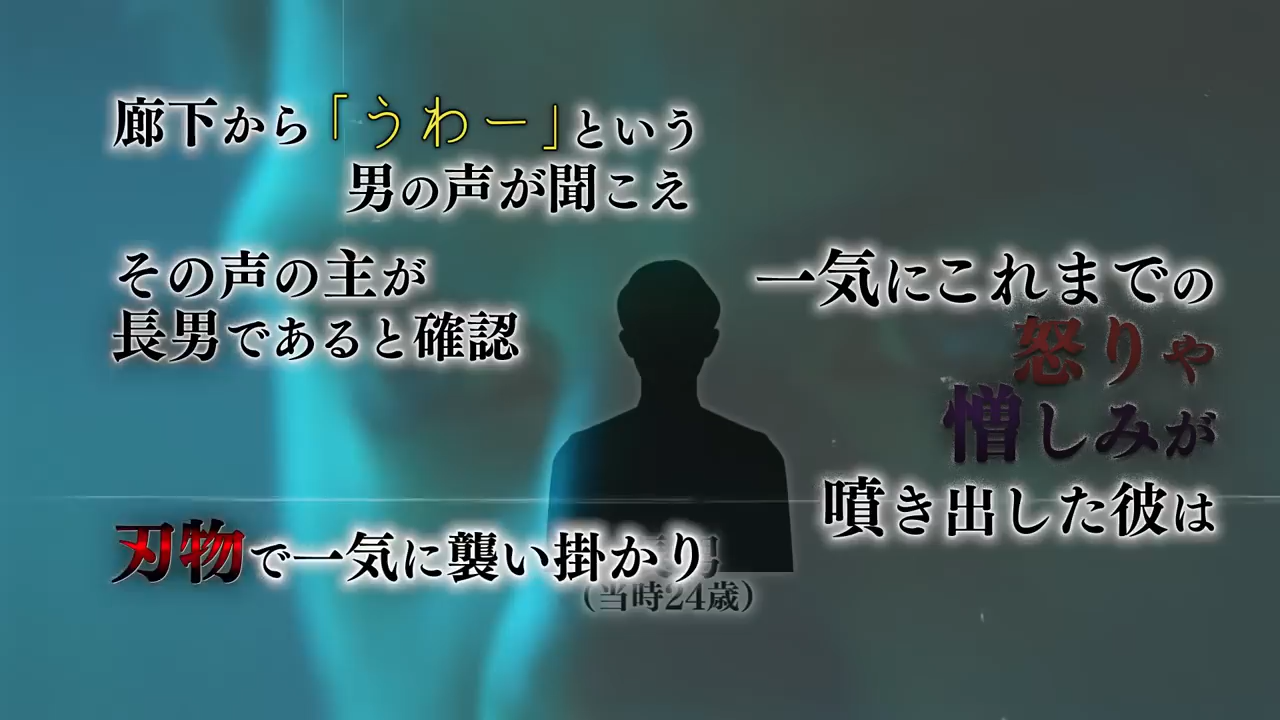 廊下から「うわー」という
男の声が聞こえ
その声の主が
長男であると確認
一気にこれまでの
怒りや
憎しみが
噴き出した彼は
刃物で一気に襲い掛かり
長男
(当時24歳)